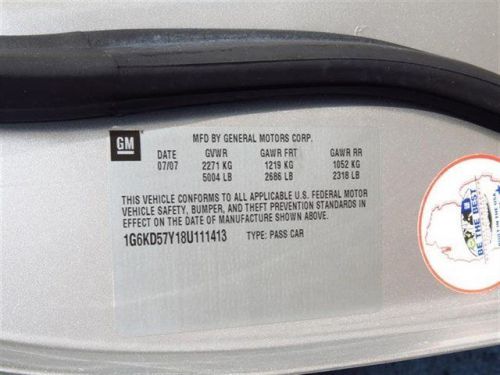 GM
MFD BY GENERAL MOTORS CORP.
DATE GVWR GAWR FRT GAWR RR
07/07 2271 KG 1219 KG 1052 KG
5004 LB 2686 LB 2318 LB
THIS VEHICLE CONFORMS TO ALL APPLICABLE U.S. FEDERAL MOTOR
VEHICLE SAFETY, BUMPER, AND THEFT PREVENTION STANDARDS IN
EFFECT ON THE DATE OF MANUFACTURE SHOWN ABOVE.
1G6KD57Y18U111413 TYPE: PASS CAR
BE THE BEST